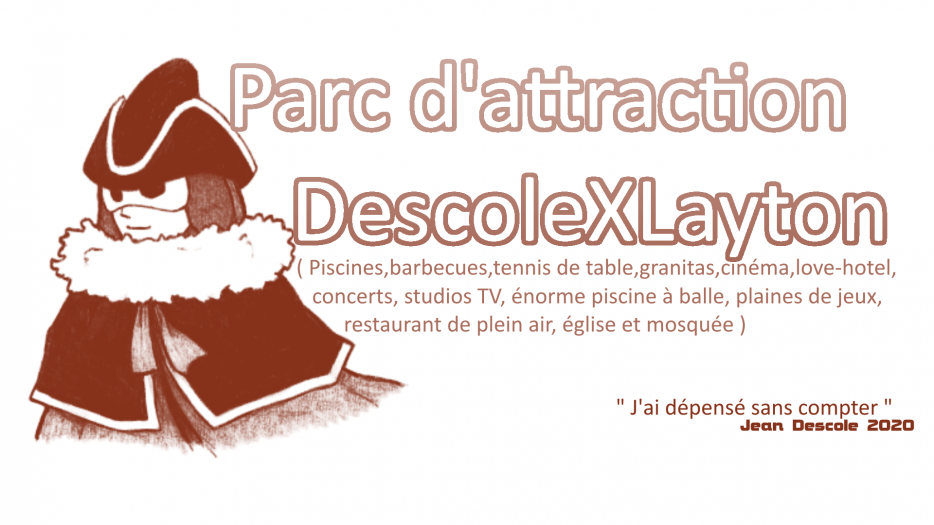 Parc d'attraction
DescoleXLayton
( Piscines,barbecues,tennis de table,granitas,cinéma,love-hotel,
concerts, studios TV, énorme piscine à balle, plaines de jeux,
restaurant de plein air, église et mosquée )
" J'ai dépensé sans compter "
Jean Descole 2020